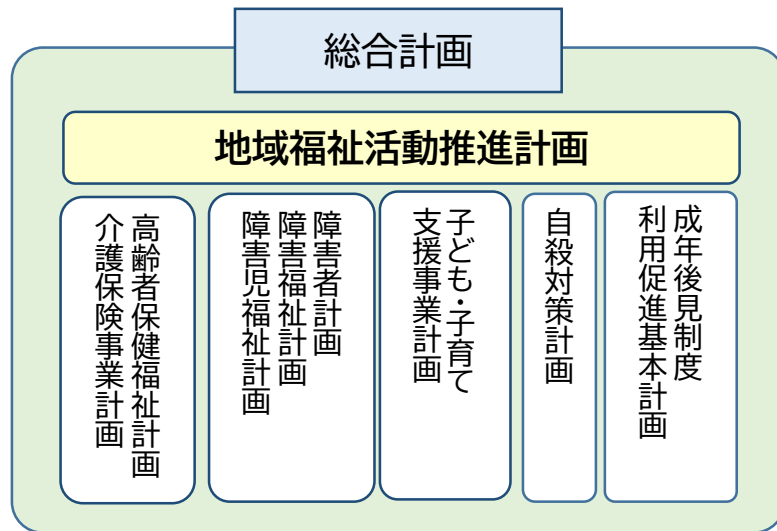 総合計画
地域福祉活動推進計画
高齢者保健福祉計画
介護保険事業計画
障害者計画
障害福祉計画
障害児福祉計画
子ども・子育て
支援事業計画
自殺対策計画
成年後見制度
利用促進基本計画